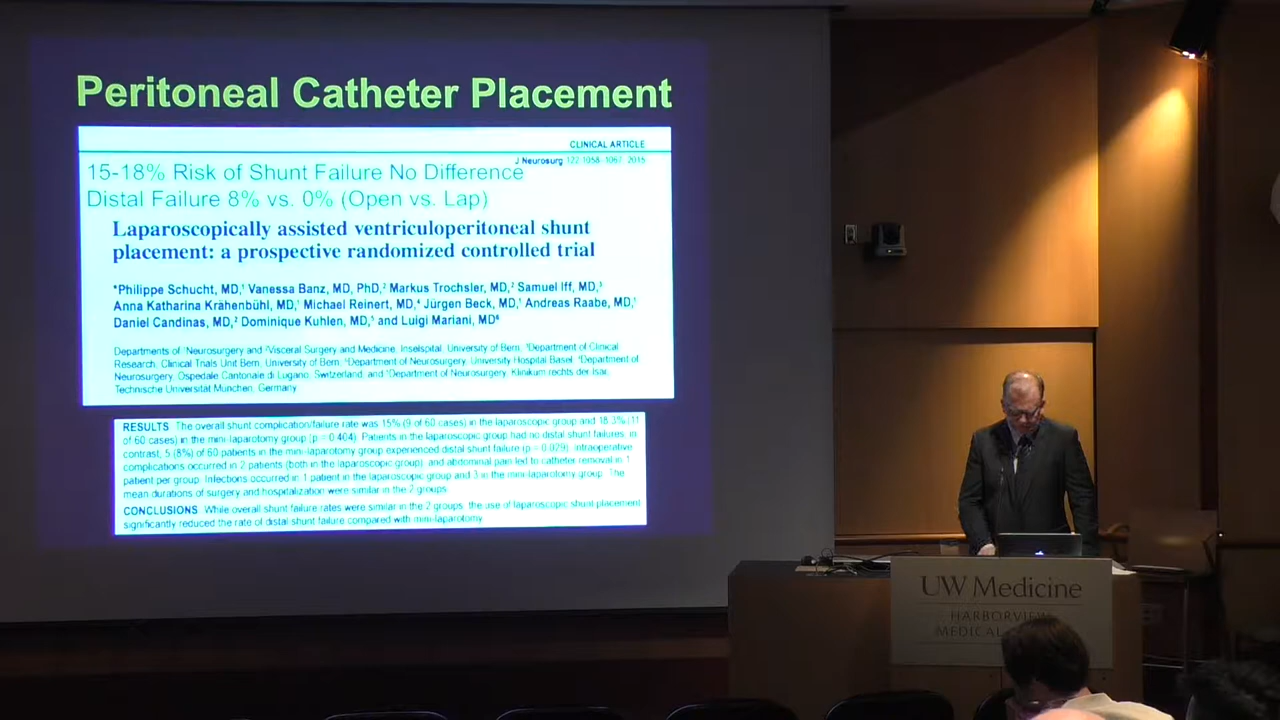 Peritoneal Catheter Placement
CLINICAL ARTICLE
J Neurosurg 122:1058–1067, 2015
15-18% Risk of Shunt Failure No Difference
Distal Failure 8% vs. 0% (Open vs. Lap)
Laparoscopically assisted ventriculoperitoneal shunt
placement: a prospective randomized controlled trial
*Philippe Schucht, MD,¹ Vanessa Banz, MD, PhD,² Markus Trochsler, MD,² Samuel Iff, MD,³
Anna Katharina Krähenbühl, MD,¹ Michael Reinert, MD,⁴ Jürgen Beck, MD,¹ Andreas Raabe, MD,¹
Daniel Candinas, MD,² Dominique Kuhlen, MD,⁵ and Luigi Mariani, MD⁶
Departments of ¹Neurosurgery and ²Visceral Surgery and Medicine, Inselspital, University of Bern, ³Department of Clinical
Research, Clinical Trials Unit Bern, University of Bern, ⁴Department of Neurosurgery, University Hospital Basel, ⁵Department of
Neurosurgery, Ospedale Cantonale di Lugano, Switzerland; and ⁶Department of Neurosurgery, Klinikum rechts der Isar,
Technische Universität München, Germany
RESULTS The overall shunt complication/failure rate was 15% (9 of 60 cases) in the laparoscopic group and 18.3% (11
of 60 cases) in the mini-laparotomy group (p = 0.404). Patients in the laparoscopic group had no distal shunt failures; in
contrast, 5 (8%) of 60 patients in the mini-laparotomy group experienced distal shunt failure (p = 0.029). Intraoperative
complications occurred in 2 patients (both in the laparoscopic group), and abdominal pain led to catheter removal in 1
patient per group. Infections occurred in 1 patient in the laparoscopic group and 3 in the mini-laparotomy group. The
mean durations of surgery and hospitalization were similar in the 2 groups.
CONCLUSIONS While overall shunt failure rates were similar in the 2 groups, the use of laparoscopic shunt placement
significantly reduced the rate of distal shunt failure compared with mini-laparotomy.
UW Medicine
HARBORVIEW
MEDICAL